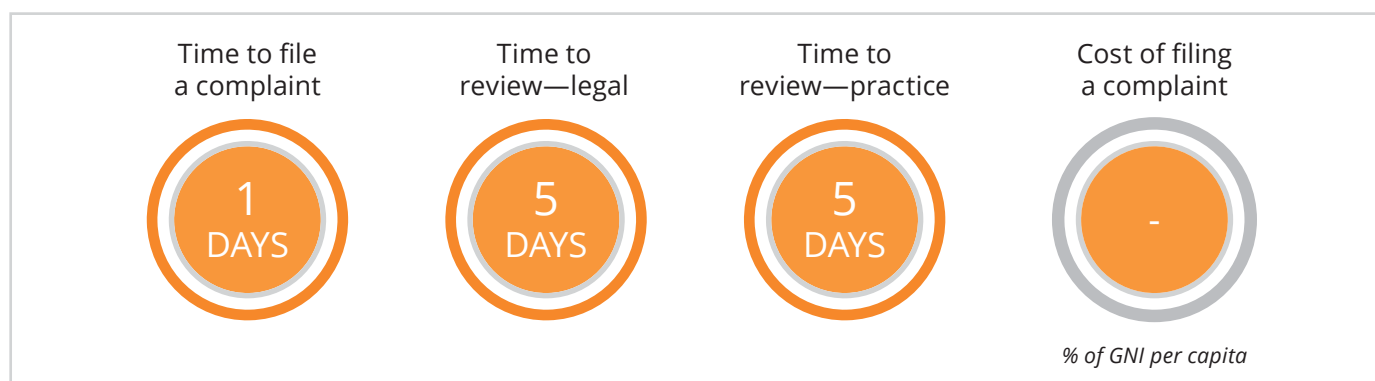 Time to file
a complaint
1
DAYS
Time to
review—legal
5
DAYS
Time to
review—practice
5
DAYS
Cost of filing
a complaint
-
% of GNI per capita